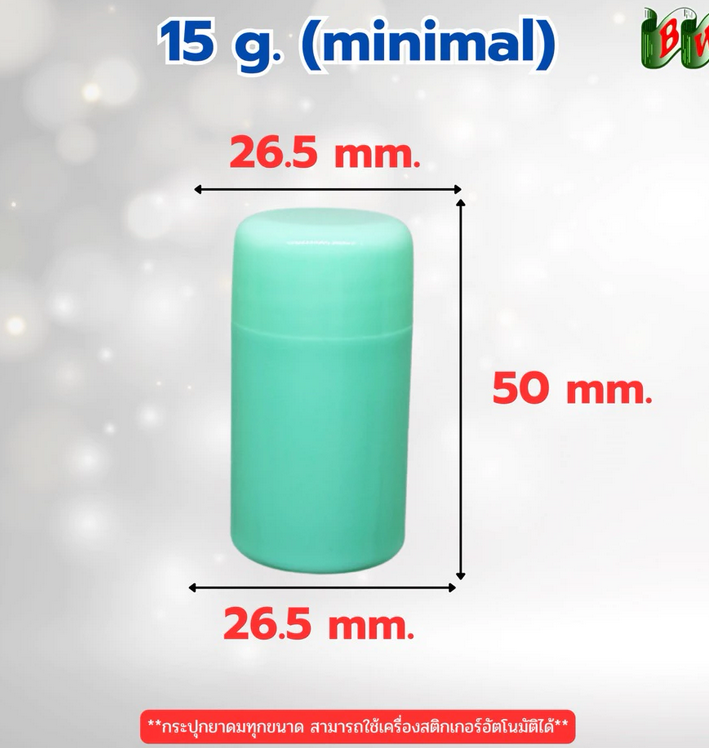 15 g. (minimal)
BW
26.5 mm.
50 mm.
26.5 mm.
**กระปุกยาดมทุกขนาด สามารถใช้เครื่องสติกเกอร์อัตโนมัติได้**